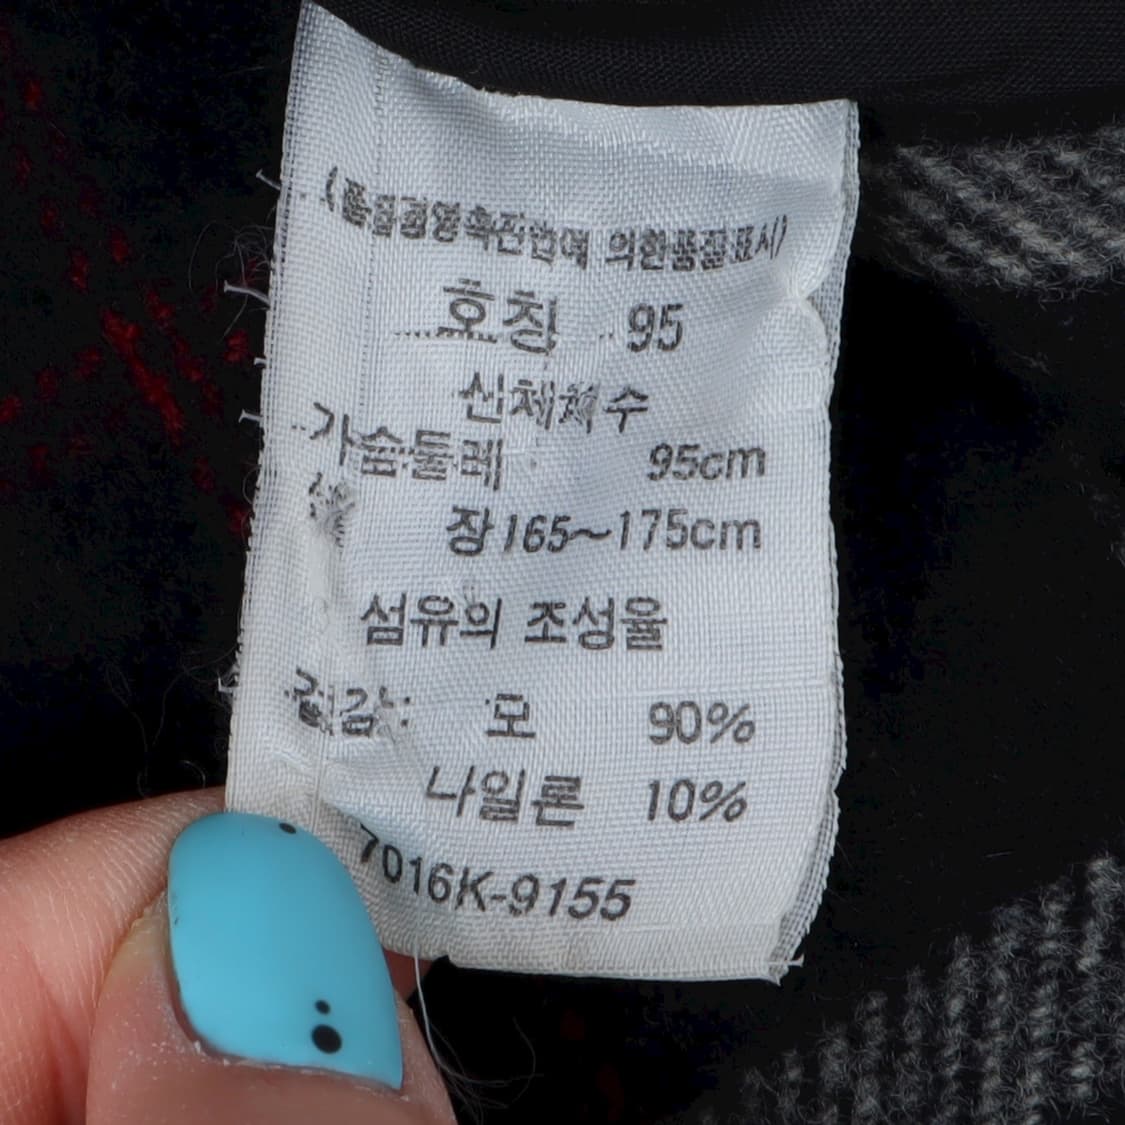 (품질경영촉진법에 의한품질표시)
호칭 95
신체치수
가슴둘레 95cm
장 165~175cm
섬유의 조성율
겉감: 모 90%
나일론 10%
7016K-9155